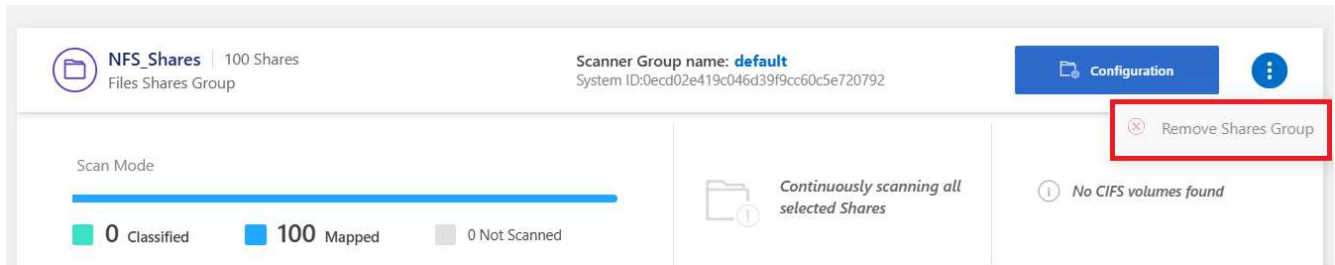 NFS_Shares | 100 Shares
Files Shares Group
Scanner Group name: default
System ID:0ecd02e419c046d39f9cc60c5e720792
Configuration
Remove Shares Group
Scan Mode
0 Classified
100 Mapped
0 Not Scanned
Continuously scanning all
selected Shares
No CIFS volumes found